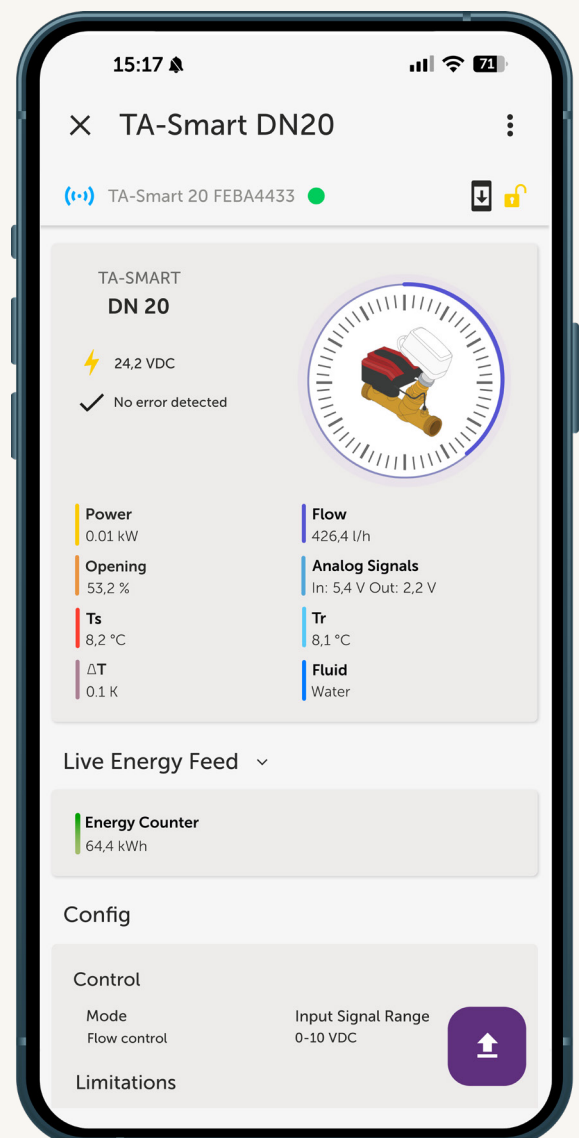 15:17
71
TA-Smart DN20
TA-Smart 20 FEBA4433
TA-SMART
DN 20
24,2 VDC
No error detected
Power
0.01 kW
Flow
426,4 l/h
Opening
53,2 %
Analog Signals
In: 5,4 V Out: 2,2 V
Ts
8,2 °C
Tr
8,1 °C
ΔT
0.1 K
Fluid
Water
Live Energy Feed
Energy Counter
64,4 kWh
Config
Control
Mode
Flow control
Input Signal Range
0-10 VDC
Limitations